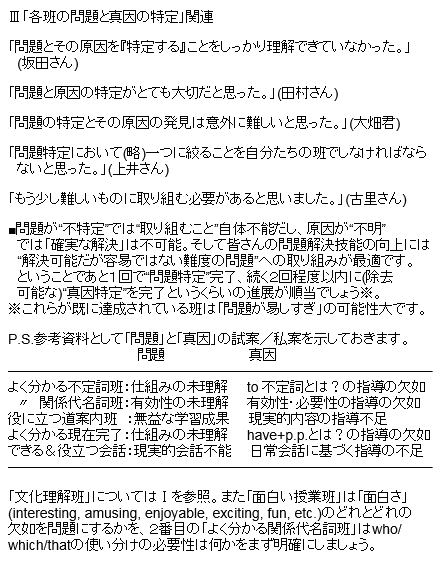 Ⅲ「各班の問題と真因の特定」関連
「問題とその原因を『特定する』ことをしっかり理解できていなかった。」
(坂田さん)
「問題と原因の特定がとても大切だと思った。」(田村さん)
「問題の特定とその原因の発見は意外に難しいと思った。」(大畑君)
「問題特定において(略)一つに絞ることを自分たちの班でしなければなら
ないと思った。」(上井さん)
「もう少し難しいものに取り組む必要があると思いました。」(古里さん)
■問題が“不特定”では“取り組むこと”自体不可能だし、原因が“不明”
では「確実な解決」は不可能。そして皆さんの問題解決技能の向上には
“解決可能だが容易ではない難度の問題”への取り組みが最適です。
ということであと1回で“問題特定”完了、続く2回程度以内に(除去
可能な)“真因特定”を完了というくらいの進展が順当でしょう※。
※これらが既に達成されている班は「問題が易しすぎ」の可能性大です。
P.S.参考資料として「問題」と「真因」の試案／私案を示しておきます。
問題 真因
よく分かる不定詞班：仕組みの未理解 to不定詞とは？の指導の欠如
〃 関係代名詞班：有効性の未理解 有効性・必要性の指導の欠如
役に立つ道案内班 ：無益な学習成果 現実的内容の指導不足
よく分かる現在完了：仕組みの未理解 have+p.p.とは？の指導の欠如
できる＆役立つ会話：現実的会話不能 日常会話に基づく指導の不足
「文化理解班」についてはⅠを参照。また「面白い授業班」は「面白さ」
(interesting, amusing, enjoyable, exciting, fun, etc.)のどれとどれの
欠如を問題にするかを、２番目の「よく分かる関係代名詞班」はwho/
which/thatの使い分けの必要性は何かをまず明確にしましょう。